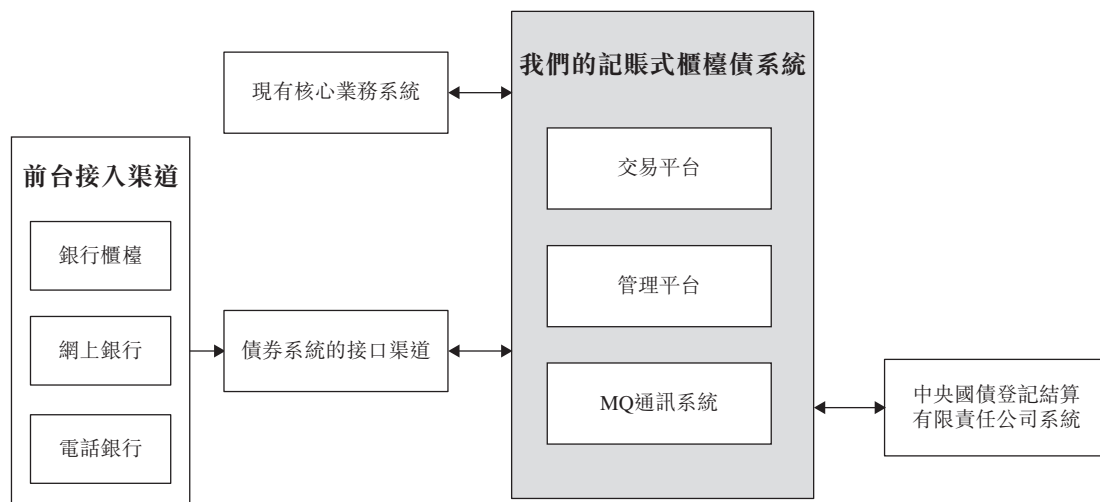 我們的記賬式櫃檯債系統
現有核心業務系統
前台接入渠道
交易平台
銀行櫃檯
管理平台
網上銀行
債券系統的接口渠道
MQ通訊系統
中央國債登記結算
有限責任公司系統
電話銀行